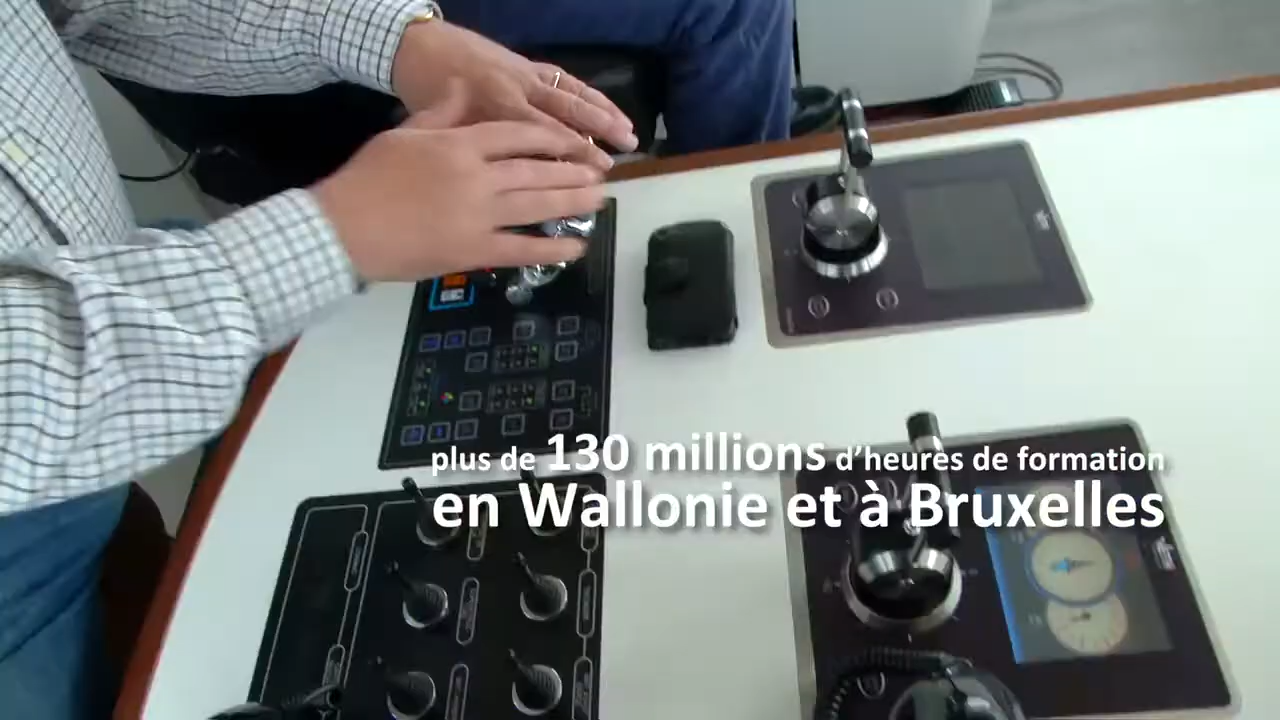 plus de 130 millions d’heures de formation
en Wallonie et à Bruxelles